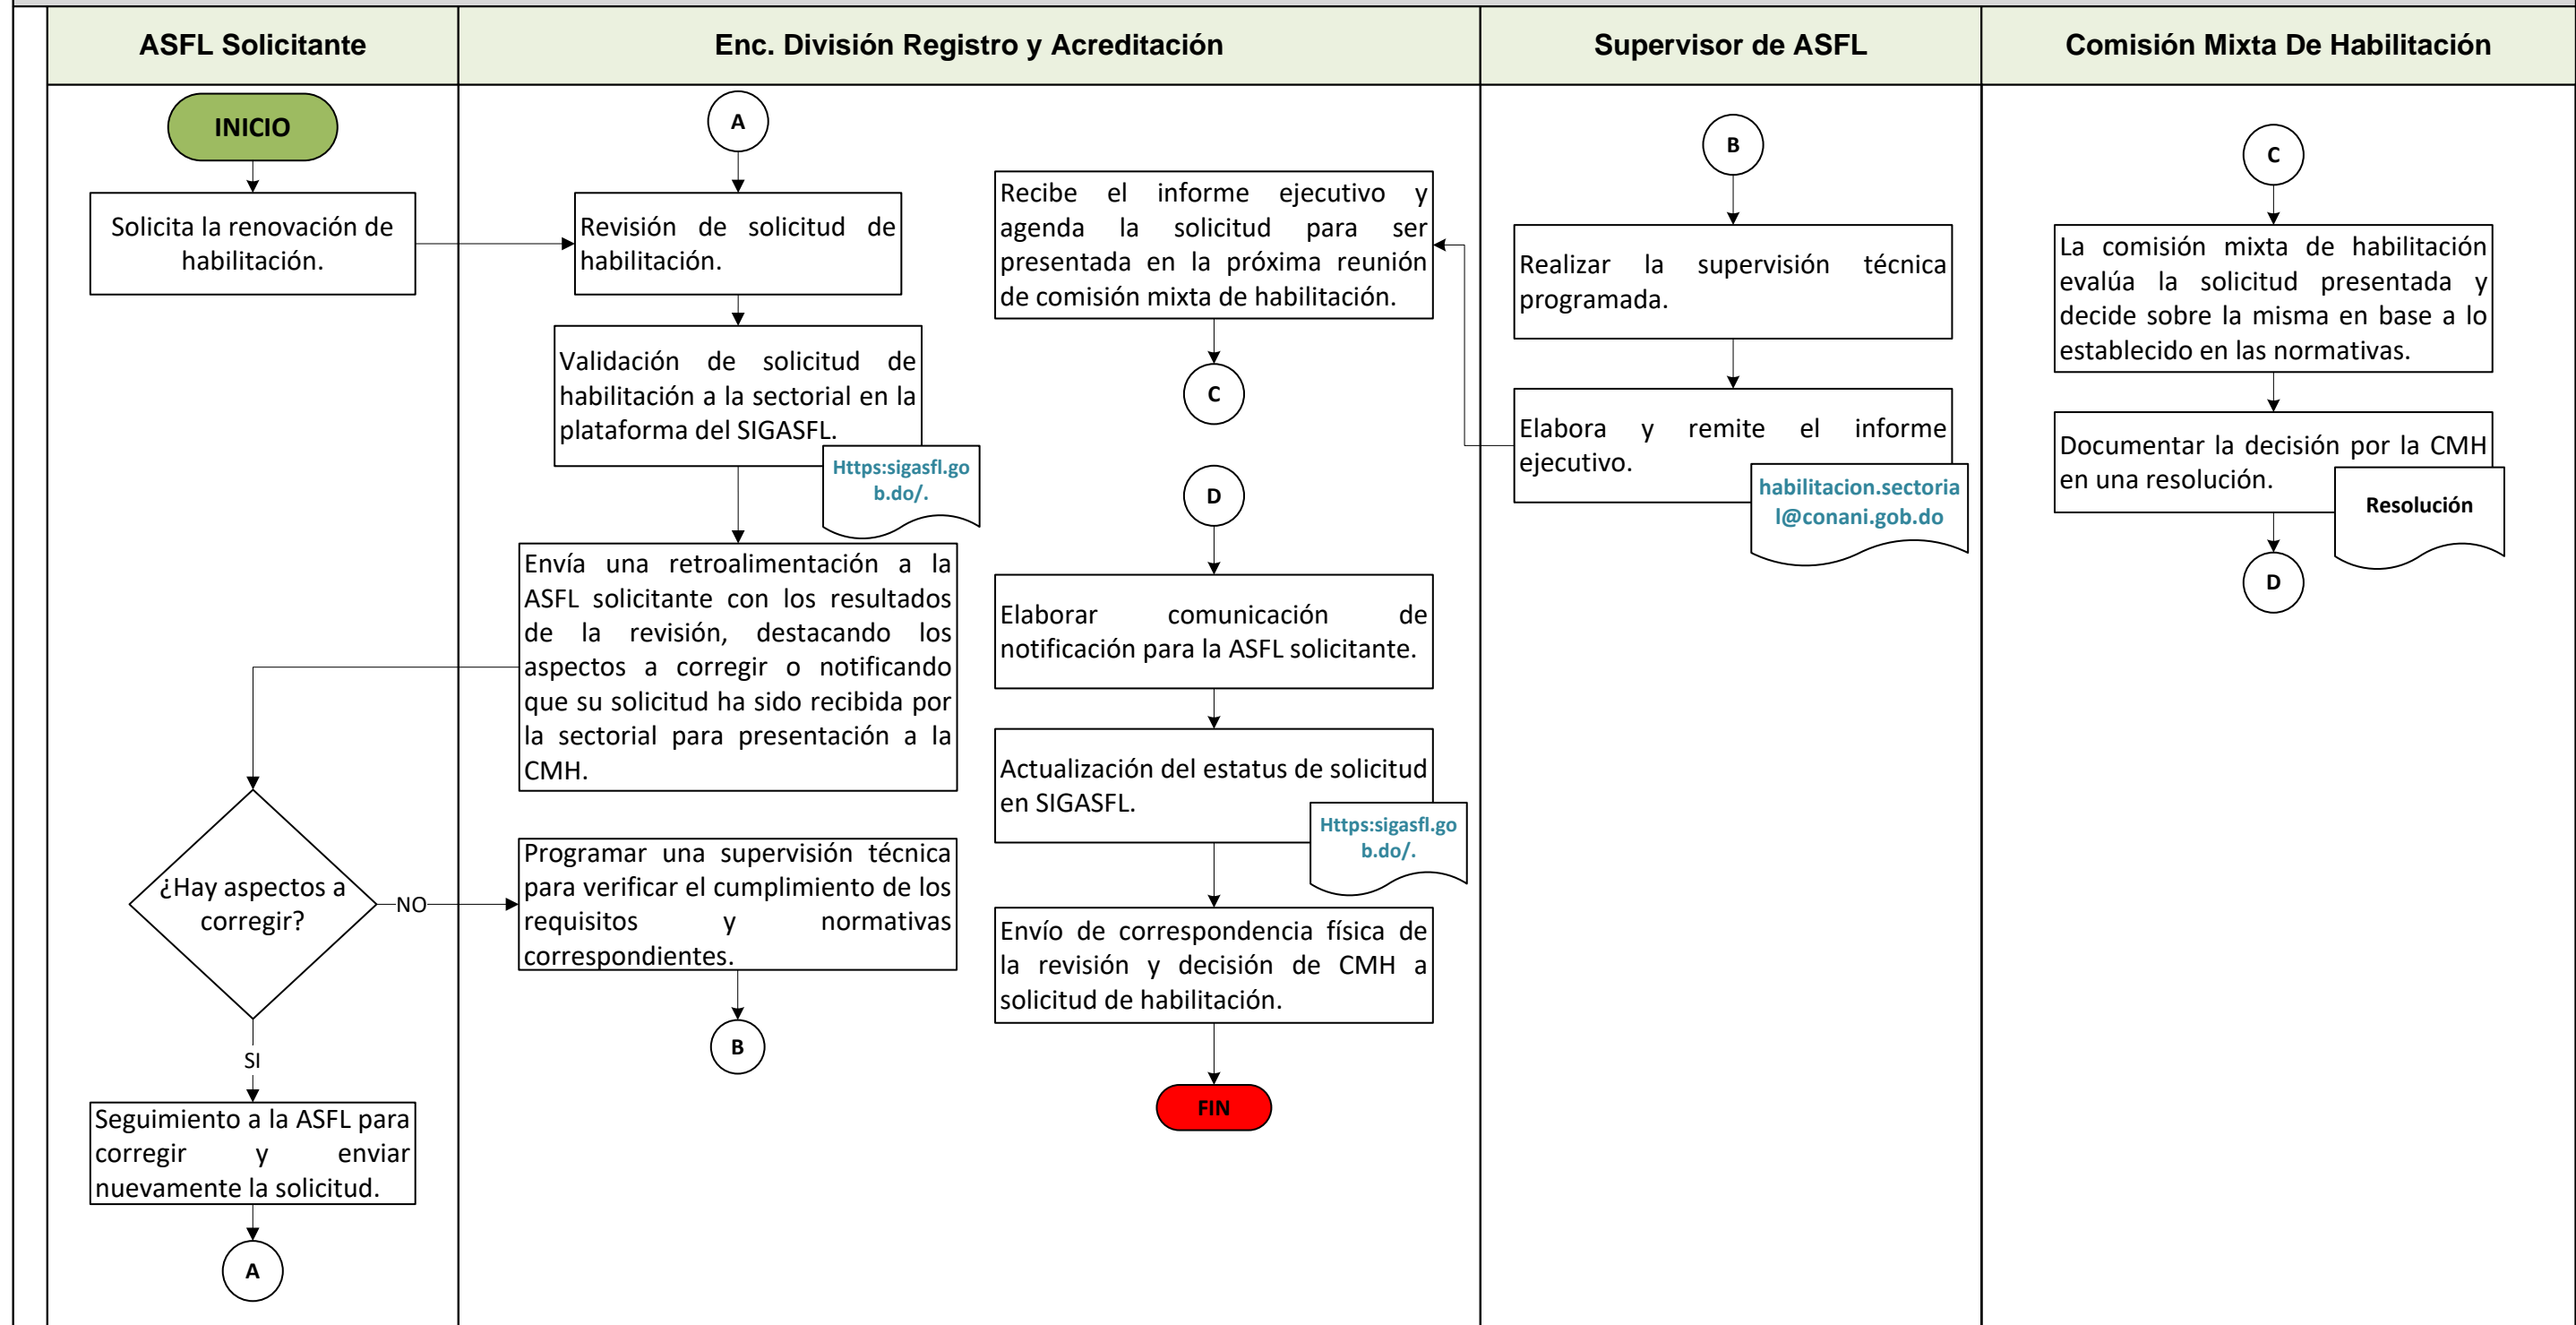 ASFL Solicitante
Enc. División Registro y Acreditación
Supervisor de ASFL
Comisión Mixta De Habilitación
INICIO
Solicita la renovación de
habilitación.
¿Hay aspectos a
corregir?
NO
SI
Seguimiento a la ASFL para
corregir y enviar
nuevamente la solicitud.
A
A
Revisión de solicitud de
habilitación.
Validación de solicitud de
habilitación a la sectorial en la
plataforma del SIGASFL.
Https:sigasfl.go
b.do/.
Envía una retroalimentación a la
ASFL solicitante con los resultados
de la revisión, destacando los
aspectos a corregir o notificando
que su solicitud ha sido recibida por
la sectorial para presentación a la
CMH.
Programar una supervisión técnica
para verificar el cumplimiento de los
requisitos y normativas
correspondientes.
B
Recibe el informe ejecutivo y
agenda la solicitud para ser
presentada en la próxima reunión
de comisión mixta de habilitación.
C
D
Elaborar comunicación de
notificación para la ASFL solicitante.
Actualización del estatus de solicitud
en SIGASFL.
Https:sigasfl.go
b.do/.
Envío de correspondencia física de
la revisión y decisión de CMH a
solicitud de habilitación.
FIN
B
Realizar la supervisión técnica
programada.
Elabora y remite el informe
ejecutivo.
habilitacion.sectoria
l@conani.gob.do
C
La comisión mixta de habilitación
evalúa la solicitud presentada y
decide sobre la misma en base a lo
establecido en las normativas.
Documentar la decisión por la CMH
en una resolución.
Resolución
D